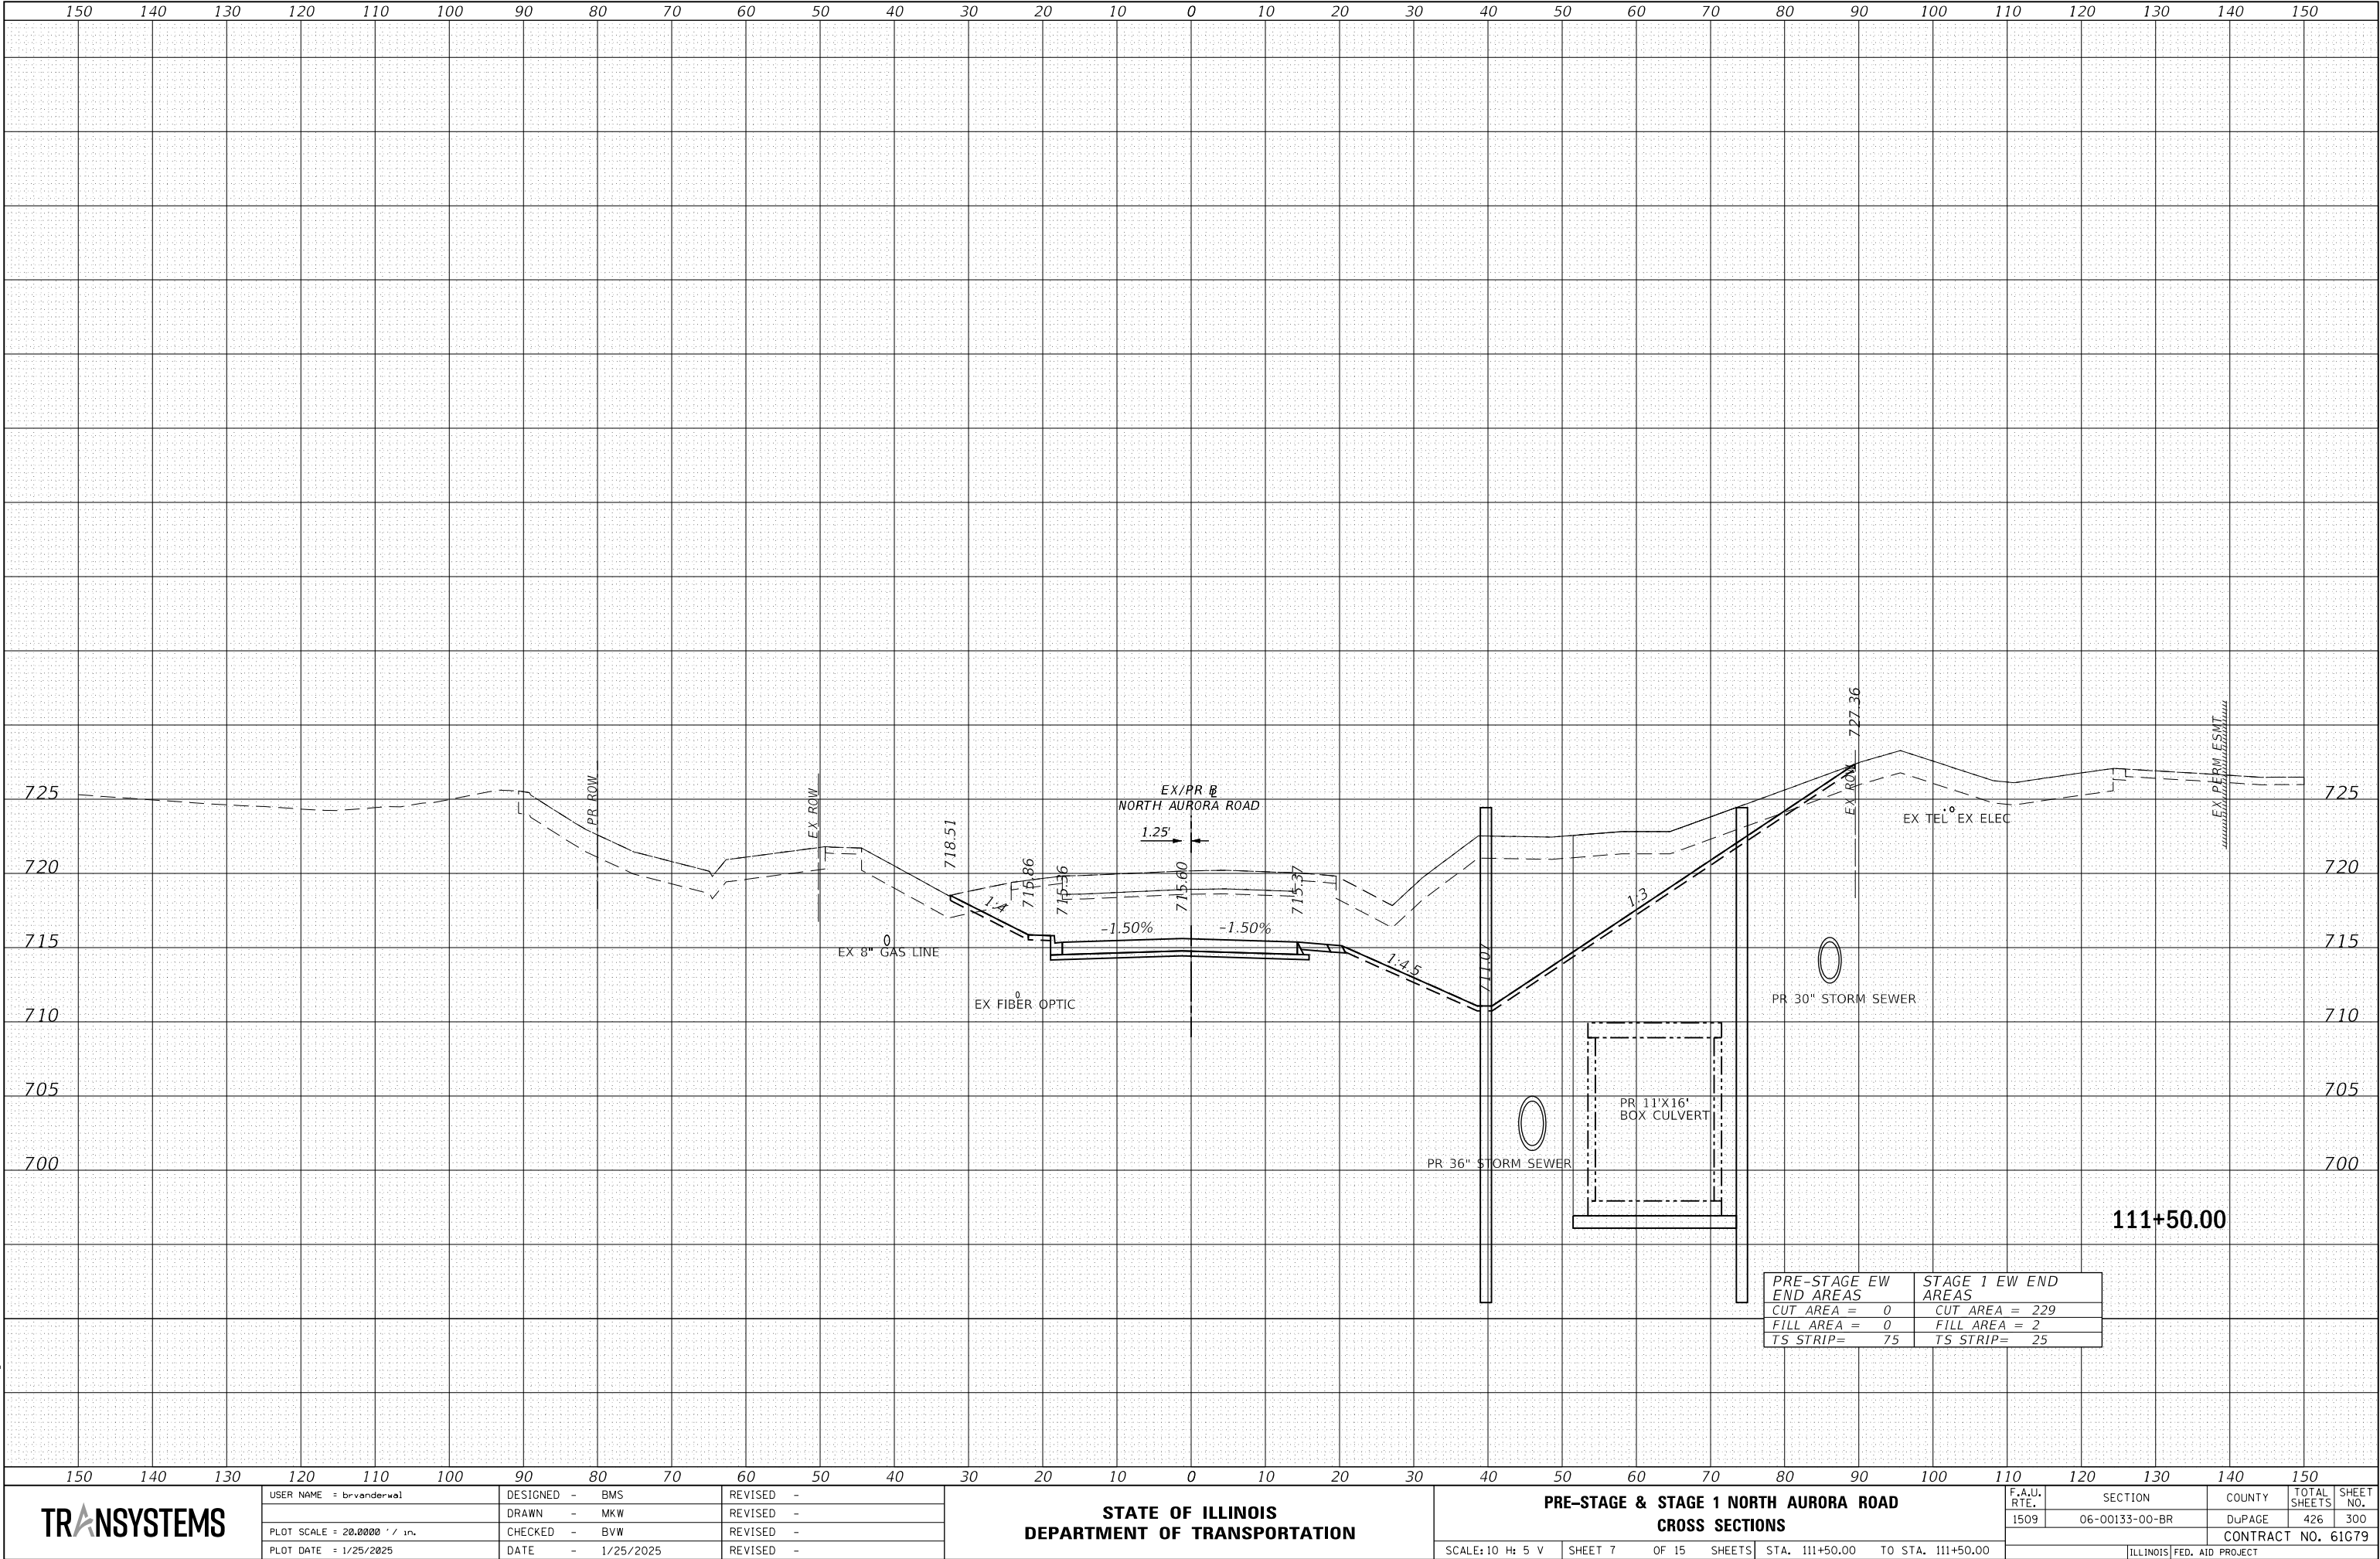 150 140 130 120 110 100 90 80 70 60 50 40 30 20 10 0 10 20 30 40 50 60 70 80 90 100 110 120 130 140 150
727.36
EX PERM ESMT
EX ROW
PR ROW
EX ROW
725 725
EX/PR BL
NORTH AURORA ROAD
1.25'
EX TEL EX ELEC
718.51
715.86
715.36
715.60
715.37
720 720
1:4
1:3
-1.50% -1.50%
715 715
EX 8" GAS LINE
1:4.5
711.07
EX FIBER OPTIC
PR 30" STORM SEWER
710 710
705 705
PR 11'X16'
BOX CULVERT
PR 36" STORM SEWER
700 700
111+50.00
PRE-STAGE EW END AREAS
CUT AREA = 0
FILL AREA = 0
TS STRIP= 75
STAGE 1 EW END AREAS
CUT AREA = 229
FILL AREA = 2
TS STRIP= 25
150 140 130 120 110 100 90 80 70 60 50 40 30 20 10 0 10 20 30 40 50 60 70 80 90 100 110 120 130 140 150
TRANSYSTEMS
USER NAME = brvanderwal
PLOT SCALE = 20.0000 ' / in.
PLOT DATE = 1/25/2025
DESIGNED - BMS
DRAWN - MKW
CHECKED - BVW
DATE - 1/25/2025
REVISED -
REVISED -
REVISED -
REVISED -
STATE OF ILLINOIS
DEPARTMENT OF TRANSPORTATION
PRE-STAGE & STAGE 1 NORTH AURORA ROAD
CROSS SECTIONS
SCALE: 10 H: 5 V SHEET 7 OF 15 SHEETS STA. 111+50.00 TO STA. 111+50.00
F.A.U. RTE. SECTION COUNTY TOTAL SHEETS SHEET NO.
1509 06-00133-00-BR DuPAGE 426 300
CONTRACT NO. 61G79
ILLINOIS FED. AID PROJECT